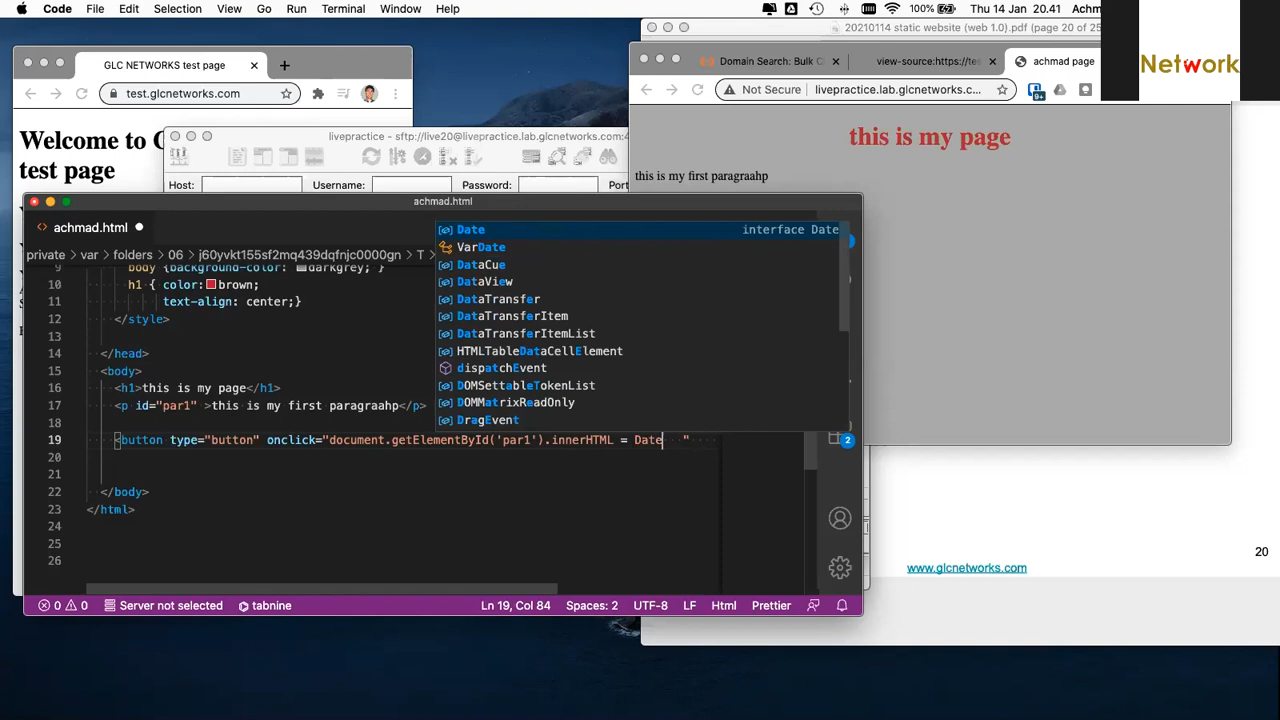 Code File Edit Selection View Go Run Terminal Window Help
100% Thu 14 Jan 20.41 Achm
20210114 static website (web 1.0).pdf (page 20 of 25
GLC NETWORKS test page
test.glcnetworks.com
Domain Search: Bulk C
view-source:https://tes
achmad page
Network
Not Secure livepractice.lab.glcnetworks.c...
9+
Welcome to
test page
livepractice - sftp://live20@livepractice.lab.glcnetworks.com:4
Host: Username: Password: Port
this is my page
this is my first paragraahp
achmad.html
achmad.html
private › var › folders › 06 › j60yvkt155sf2mq439dqfnjc0000gn › T ›
Date interface Date
VarDate
DataCue
DataView
DataTransfer
DataTransferItem
DataTransferItemList
HTMLTableDataCellElement
dispatchEvent
DOMSettableTokenList
DOMMatrixReadOnly
DragEvent
9 body {background-color: darkgrey; }
10 h1 { color: brown;
11 text-align: center;}
12 </style>
13
14 </head>
15 <body>
16 <h1>this is my page</h1>
17 <p id="par1" >this is my first paragraahp</p>
18
19 <button type="button" onclick="document.getElementById('par1').innerHTML = Date "
20
21
22 </body>
23 </html>
24
25
26
2
0 0 Server not selected tabnine Ln 19, Col 84 Spaces: 2 UTF-8 LF Html Prettier
20
www.glcnetworks.com